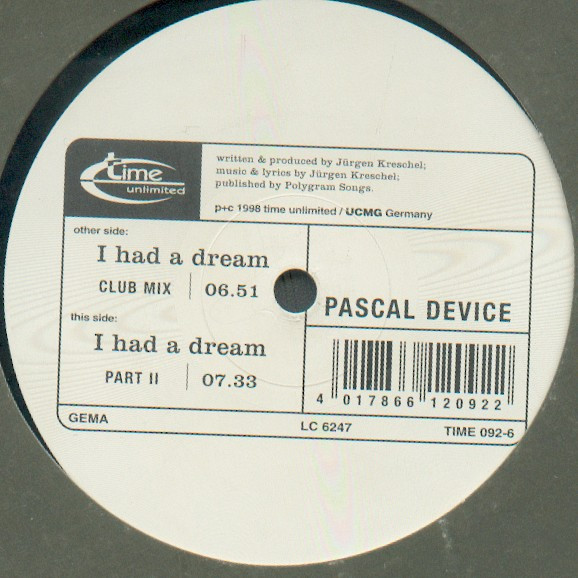 time
unlimited
written & produced by Jürgen Kreschel;
music & lyrics by Jürgen Kreschel;
published by Polygram Songs.
p+c 1998 time unlimited / UCMG Germany
other side:
I had a dream
CLUB MIX | 06.51
this side:
I had a dream
PART II | 07.33
PASCAL DEVICE
4 017866 120922
GEMA
LC 6247
TIME 092-6